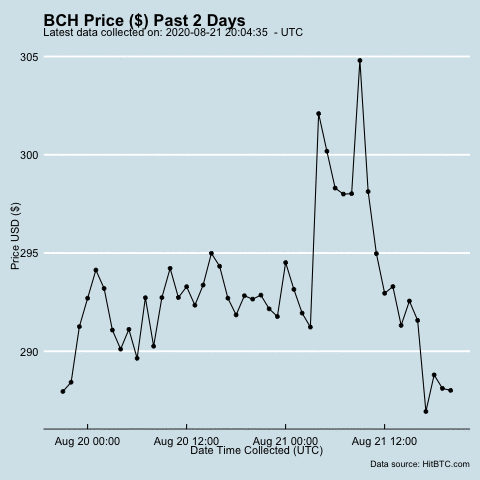 BCH Price ($) Past 2 Days
Latest data collected on: 2020-08-21 20:04:35 - UTC
305
300
295
290
Price USD ($)
Aug 20 00:00 Aug 20 12:00 Aug 21 00:00 Aug 21 12:00
Date Time Collected (UTC)
Data source: HitBTC.com